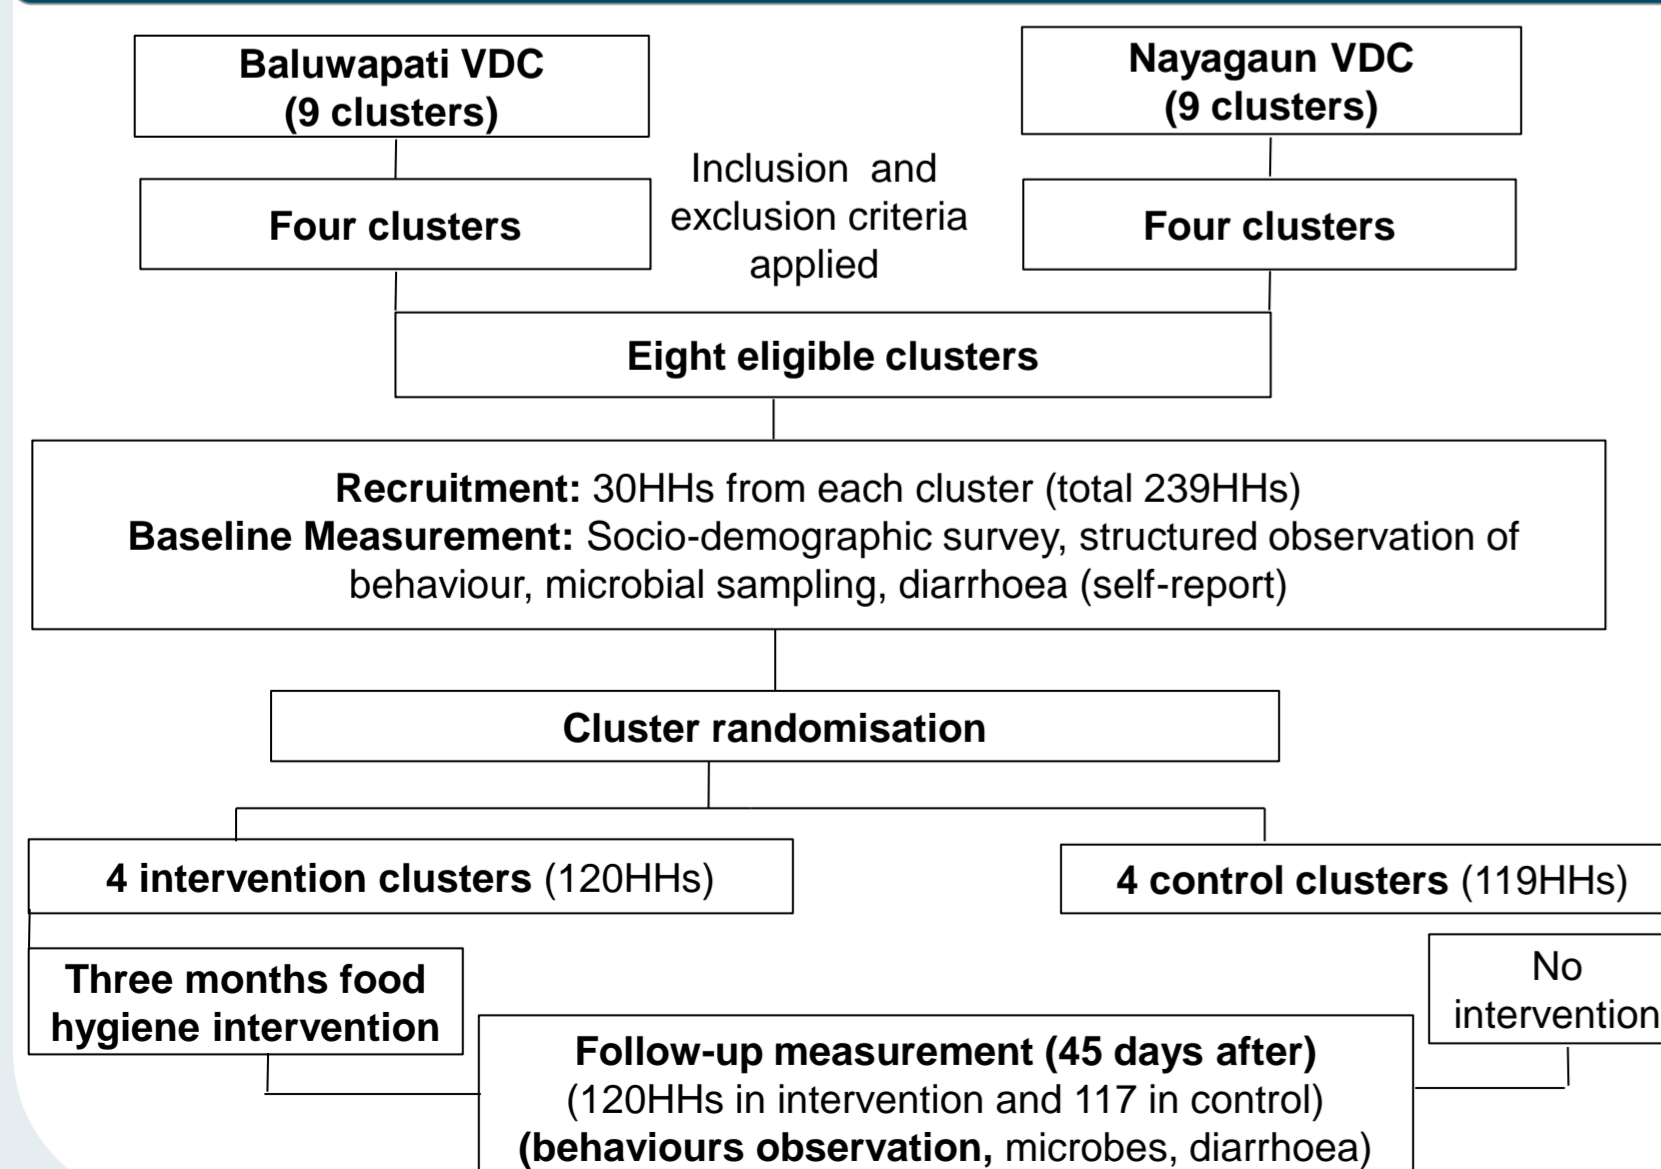 Baluwapati VDC
(9 clusters)
Nayagaun VDC
(9 clusters)
Four clusters
Inclusion and
exclusion criteria
applied
Four clusters
Eight eligible clusters
Recruitment: 30HHs from each cluster (total 239HHs)
Baseline Measurement: Socio-demographic survey, structured observation of
behaviour, microbial sampling, diarrhoea (self-report)
Cluster randomisation
4 intervention clusters (120HHs)
4 control clusters (119HHs)
Three months food
hygiene intervention
No
intervention
Follow-up measurement (45 days after)
(120HHs in intervention and 117 in control)
(behaviours observation, microbes, diarrhoea)